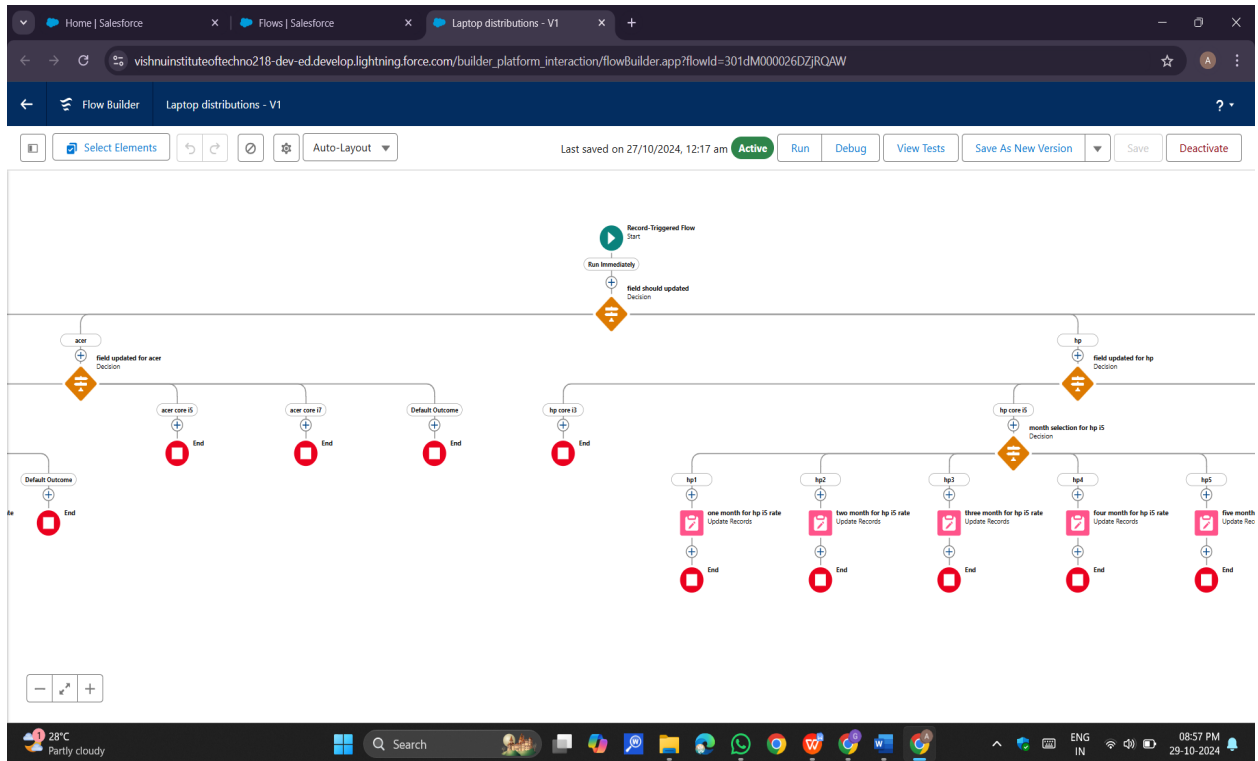 Home | Salesforce
Flows | Salesforce
Laptop distributions - V1
vishnuinstituteoftechno218-dev-ed.develop.lightning.force.com/builder_platform_interaction/flowBuilder.app?flowId=301dM000026DZjRQAW
A
Flow Builder
Laptop distributions - V1
?
Select Elements
Auto-Layout
Last saved on 27/10/2024, 12:17 am
Active
Run
Debug
View Tests
Save As New Version
Save
Deactivate
Record-Triggered Flow
Start
Run Immediately
field should updated
Decision
acer
field updated for acer
Decision
hp
field updated for hp
Decision
acer core i5
End
acer core i7
End
Default Outcome
End
hp core i3
End
hp core i5
month selection for hp i5
Decision
Default Outcome
End
hp1
one month for hp i5 rate
Update Records
End
hp2
two month for hp i5 rate
Update Records
End
hp3
three month for hp i5 rate
Update Records
End
hp4
four month for hp i5 rate
Update Records
End
hp5
five month
Update Rec
End
1
28°C
Partly cloudy
Search
ENG
IN
08:57 PM
29-10-2024